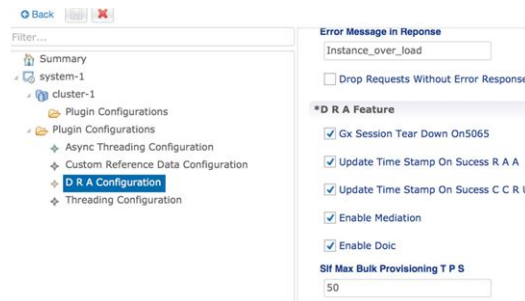 Back
Filter...
Summary
system-1
cluster-1
Plugin Configurations
Plugin Configurations
Async Threading Configuration
Custom Reference Data Configuration
D R A Configuration
Threading Configuration
Error Message in Reponse
Instance_over_load
Drop Requests Without Error Response
*D R A Feature
Gx Session Tear Down On5065
Update Time Stamp On Sucess R A A
Update Time Stamp On Sucess C C R U
Enable Mediation
Enable Doic
Slf Max Bulk Provisioning T P S
50